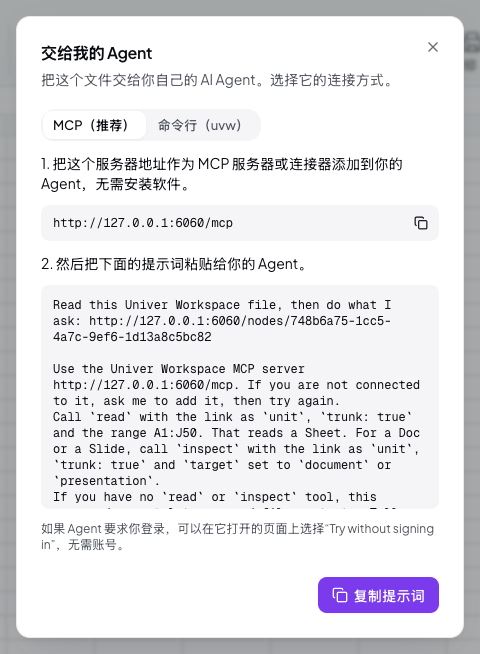 交给我的 Agent
把这个文件交给你自己的 AI Agent。选择它的连接方式。
MCP（推荐）
命令行（uvw）
1. 把这个服务器地址作为 MCP 服务器或连接器添加到你的
Agent，无需安装软件。
http://127.0.0.1:6060/mcp
2. 然后把下面的提示词粘贴给你的 Agent。
Read this Univer Workspace file, then do what I
ask: http://127.0.0.1:6060/nodes/748b6a75-1cc5-
4a7c-9ef6-1d13a8c5bc82
Use the Univer Workspace MCP server
http://127.0.0.1:6060/mcp. If you are not connected
to it, ask me to add it, then try again.
Call `read` with the link as `unit`, `trunk: true`
and the range A1:J50. That reads a Sheet. For a Doc
or a Slide, call `inspect` with the link as `unit`,
`trunk: true` and `target` set to `document` or
`presentation`.
If you have no `read` or `inspect` tool, this
如果 Agent 要求你登录，可以在它打开的页面上选择“Try without signing
in”，无需账号。
复制提示词